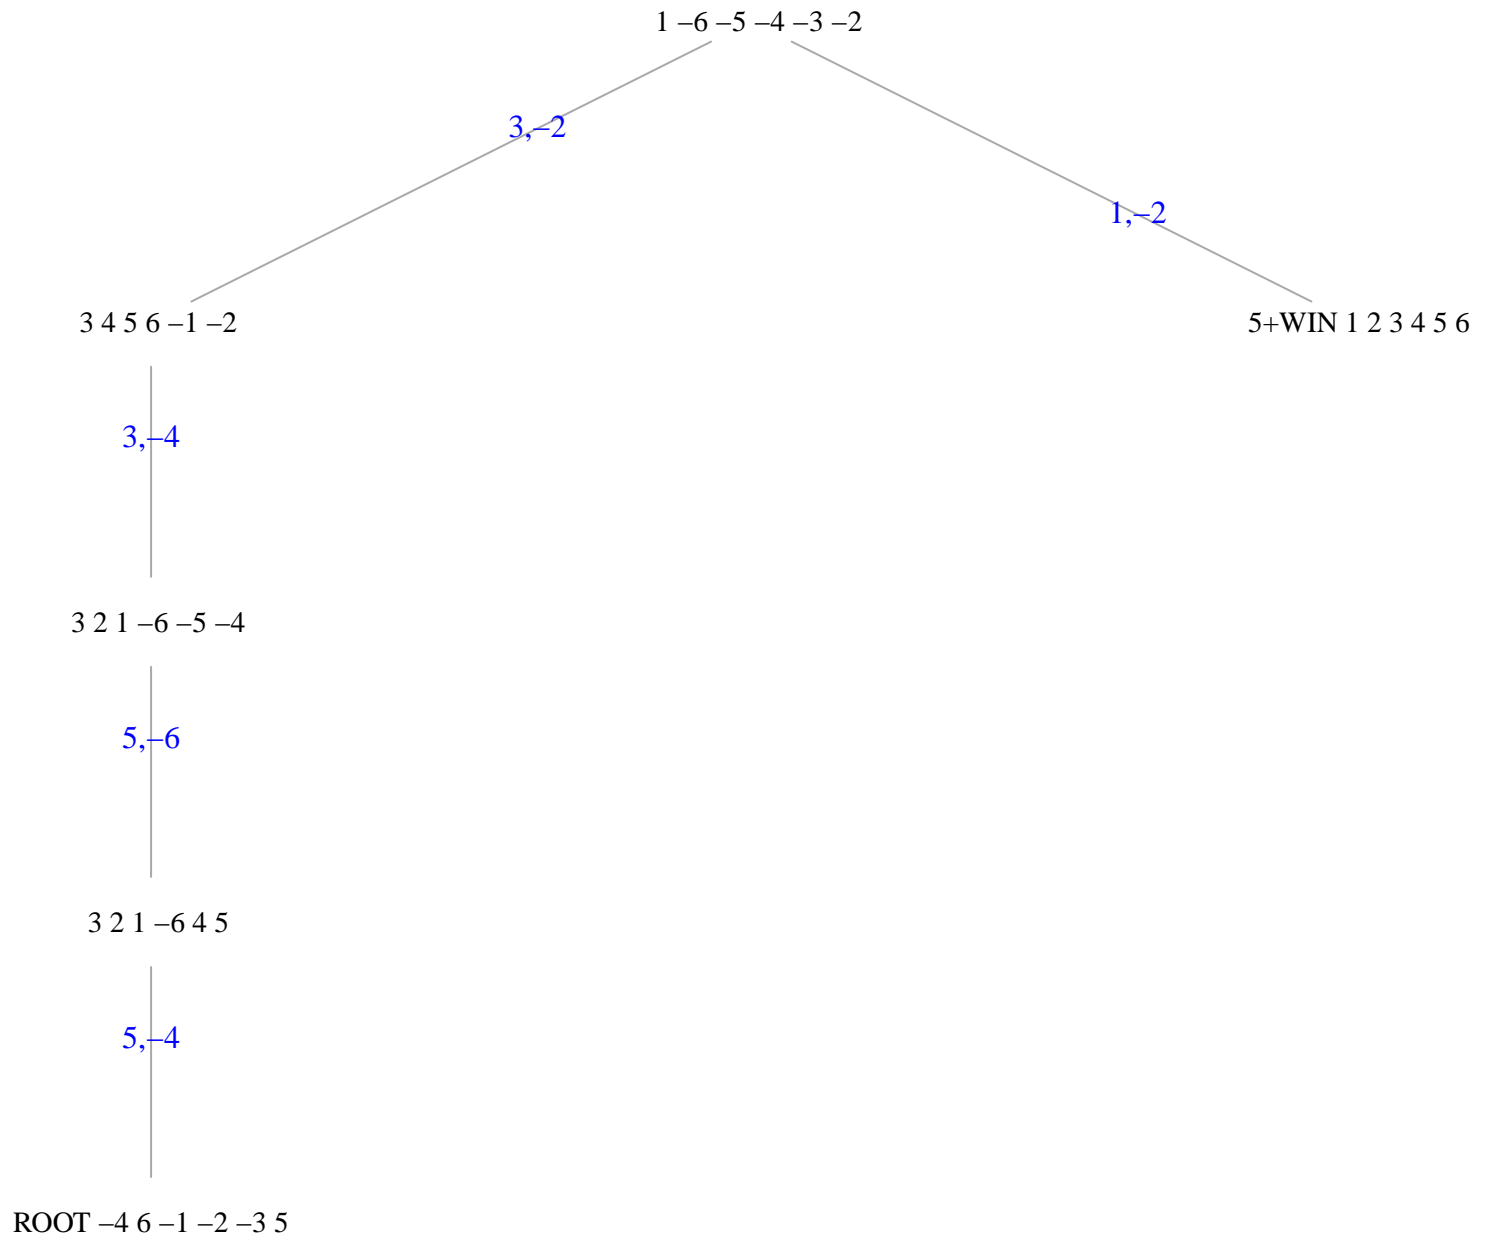 1 –6 –5 –4 –3 –2
3,–2
1,–2
3 4 5 6 –1 –2
5+WIN 1 2 3 4 5 6
3,–4
3 2 1 –6 –5 –4
5,–6
3 2 1 –6 4 5
5,–4
ROOT –4 6 –1 –2 –3 5